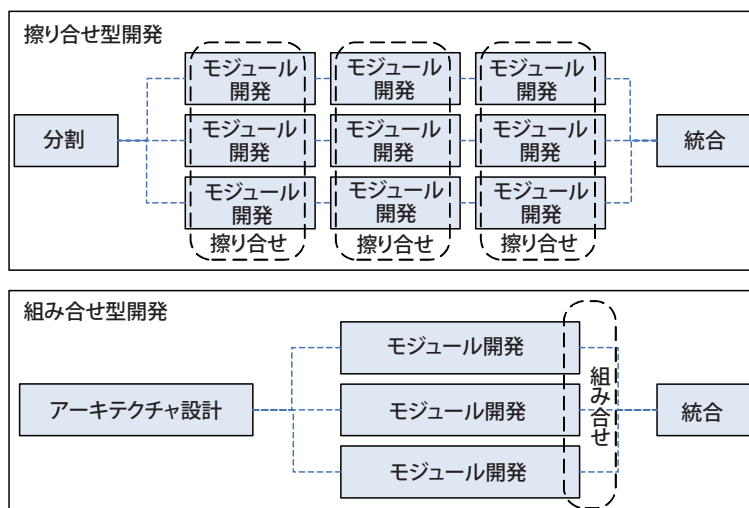 擦り合せ型開発
分割
モジュール
開発
モジュール
開発
モジュール
開発
モジュール
開発
モジュール
開発
モジュール
開発
モジュール
開発
モジュール
開発
モジュール
開発
擦り合せ
擦り合せ
擦り合せ
統合
組み合せ型開発
アーキテクチャ設計
モジュール開発
モジュール開発
モジュール開発
組み合せ
統合